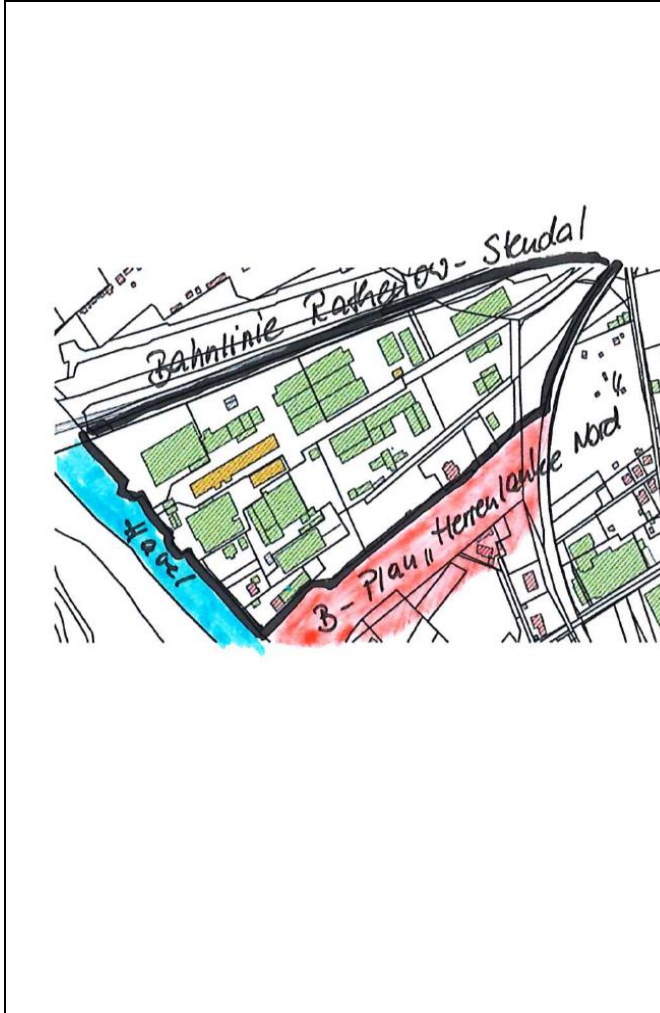 Bahnlinie Rathenow - Stendal
Havel
B - Plan „ Herrenlanke Nord